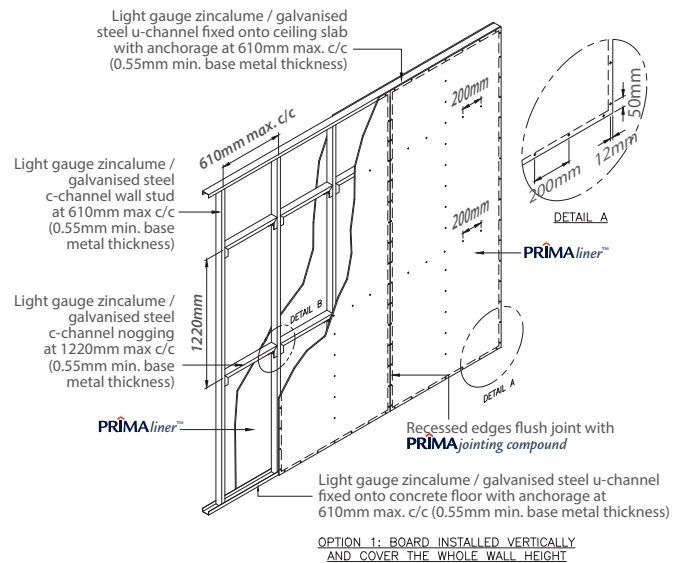 Light gauge zincalume / galvanised
steel u-channel fixed onto ceiling slab
with anchorage at 610mm max. c/c
(0.55mm min. base metal thickness)
200mm
50mm
12mm
200mm
DETAIL A
610mm max. c/c
Light gauge zincalume /
galvanised steel
c-channel wall stud
at 610mm max c/c
(0.55mm min. base
metal thickness)
200mm
PRÎMAliner™
1220mm
Light gauge zincalume /
galvanised steel
c-channel nogging
at 1220mm max c/c
(0.55mm min. base
metal thickness)
DETAIL B
DETAIL A
PRÎMAliner™
Recessed edges flush joint with
PRÎMAjointing compound
Light gauge zincalume / galvanised steel u-channel
fixed onto concrete floor with anchorage at
610mm max. c/c (0.55mm min. base metal thickness)
OPTION 1: BOARD INSTALLED VERTICALLY
AND COVER THE WHOLE WALL HEIGHT